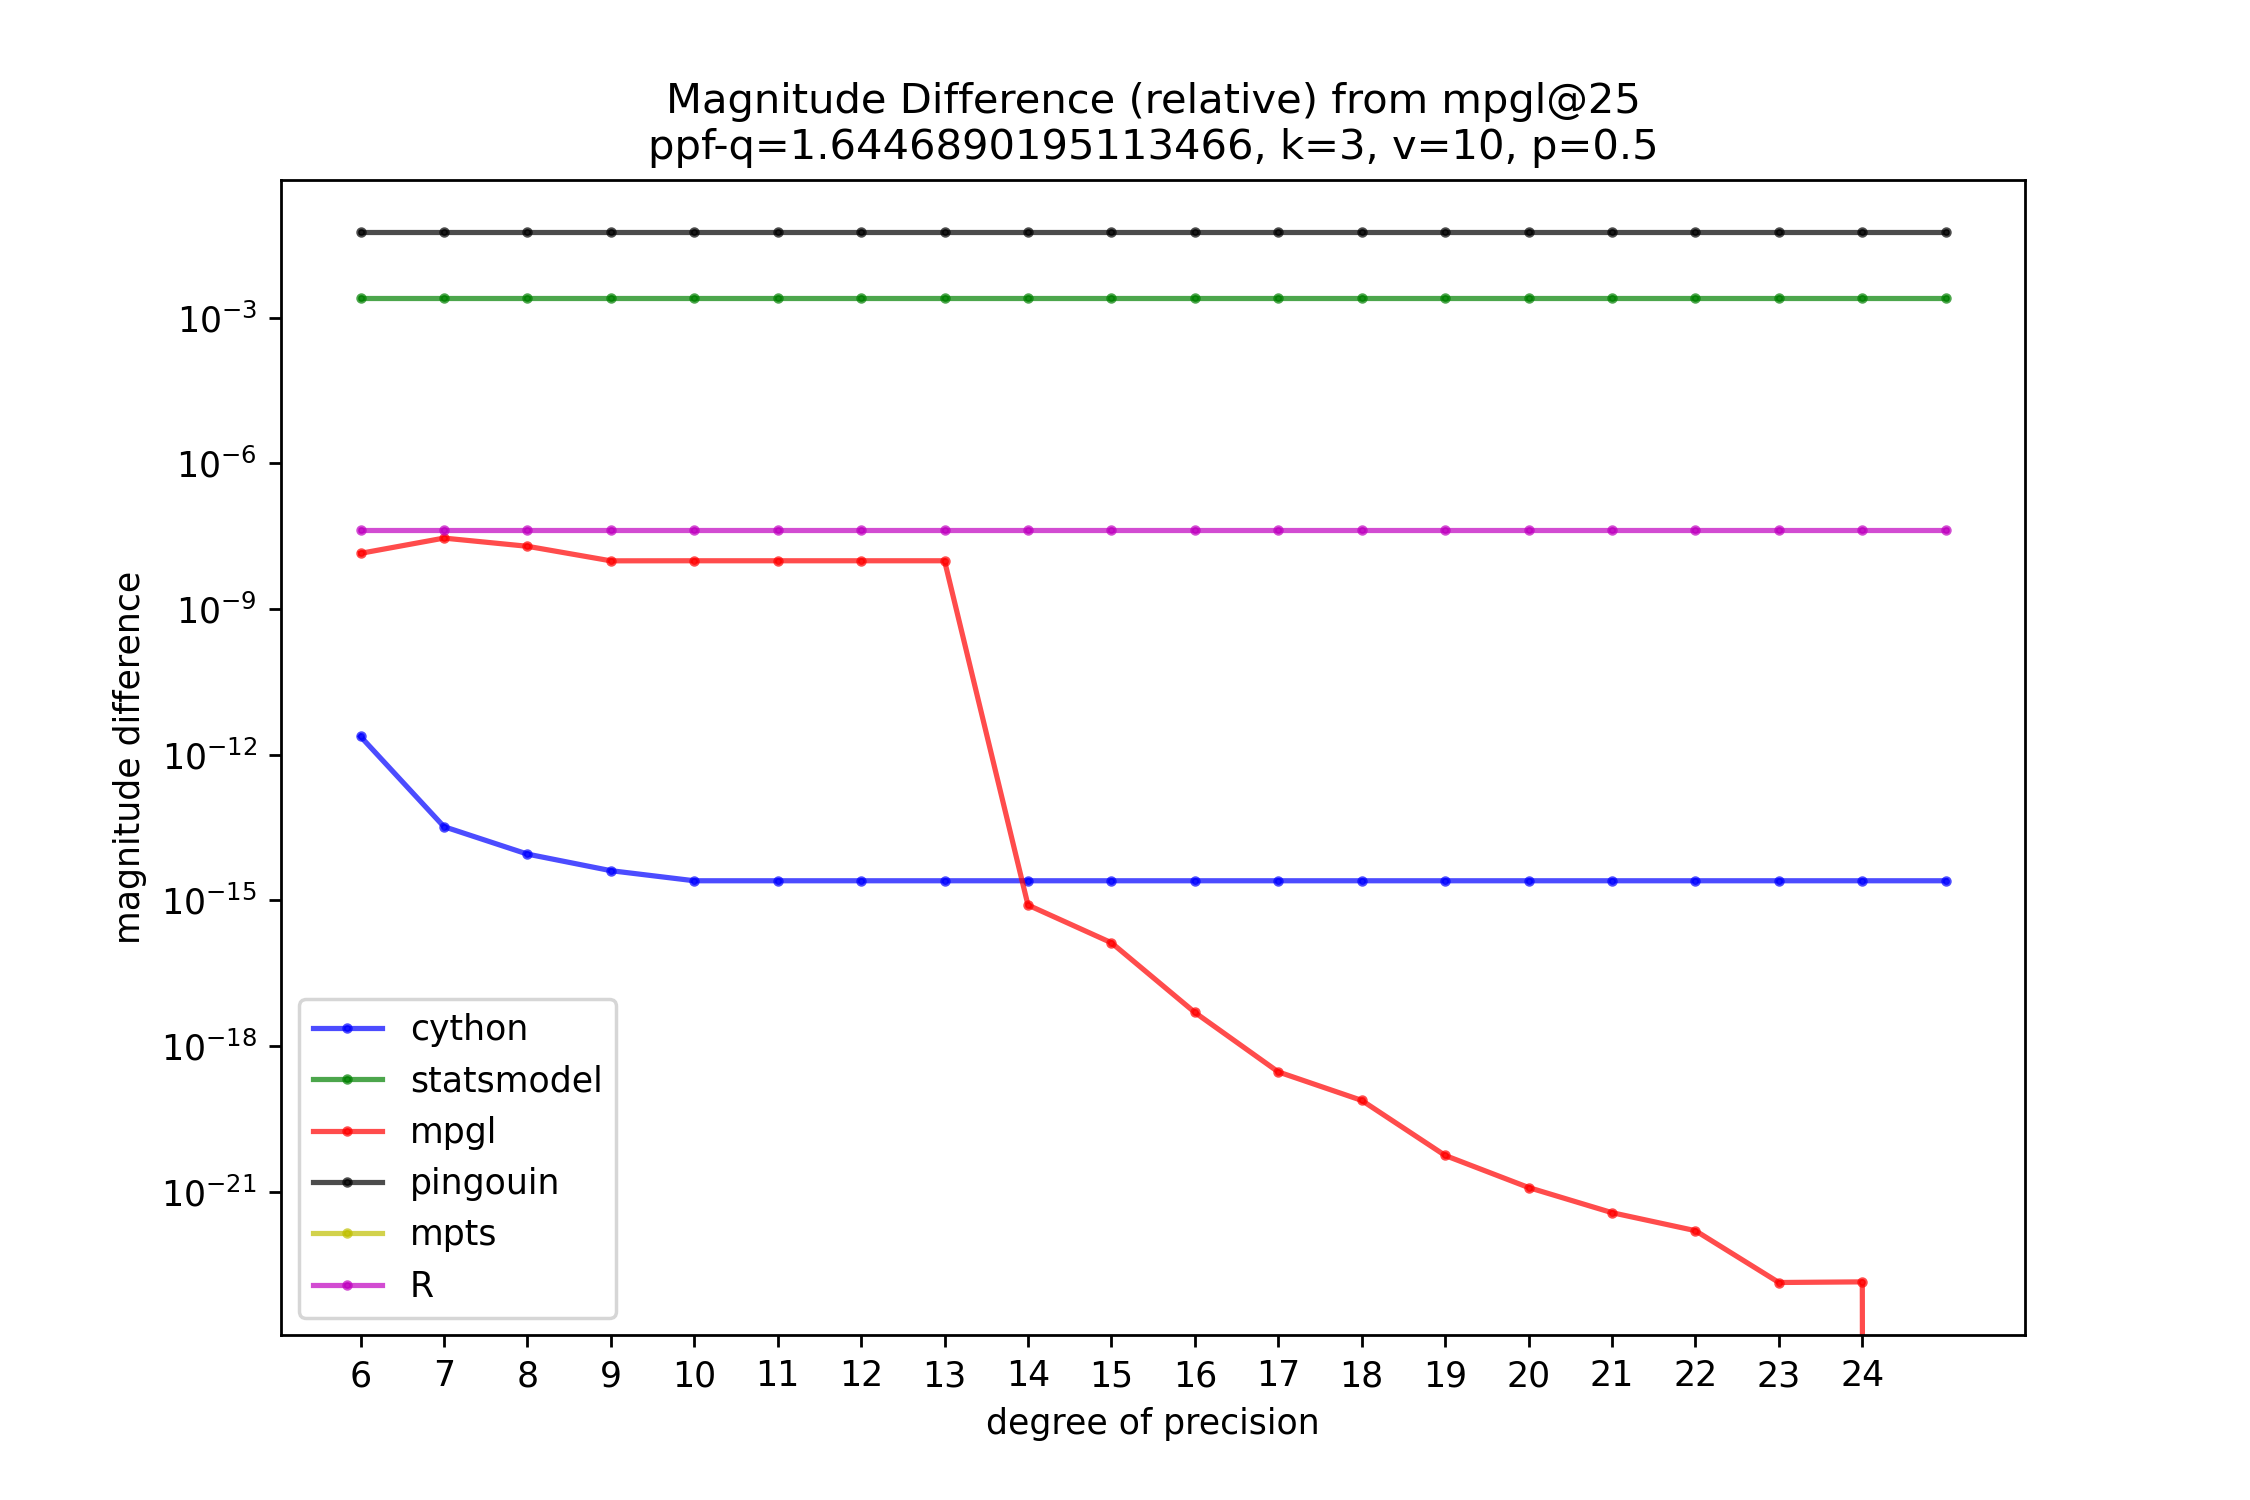 Magnitude Difference (relative) from mpgl@25
ppf-q=1.6446890195113466, k=3, v=10, p=0.5
magnitude difference
10⁻³
10⁻⁶
10⁻⁹
10⁻¹²
10⁻¹⁵
10⁻¹⁸
10⁻²¹
cython
statsmodel
mpgl
pingouin
mpts
R
6 7 8 9 10 11 12 13 14 15 16 17 18 19 20 21 22 23 24
degree of precision